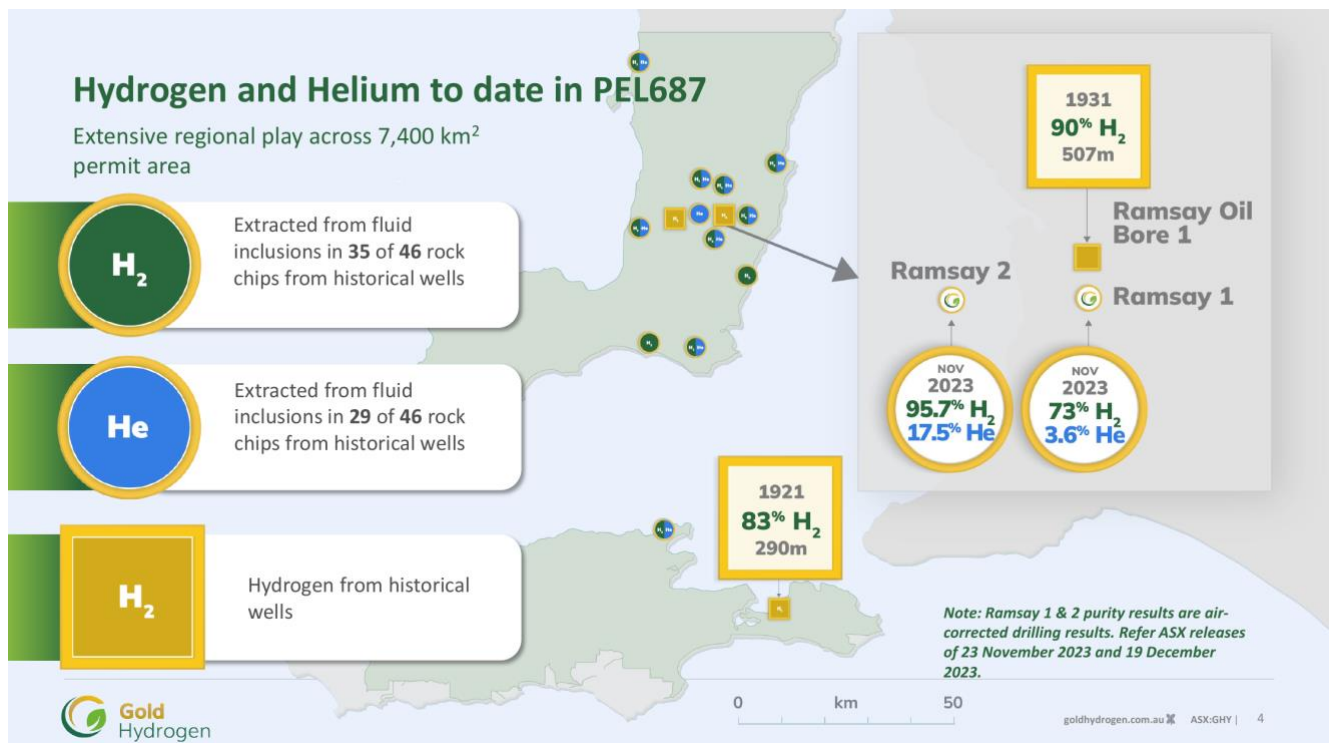 Hydrogen and Helium to date in PEL687
Extensive regional play across 7,400 km²
permit area
H₂
Extracted from fluid
inclusions in 35 of 46 rock
chips from historical wells
He
Extracted from fluid
inclusions in 29 of 46 rock
chips from historical wells
H₂
Hydrogen from historical
wells
1931
90% H₂
507m
Ramsay Oil
Bore 1
Ramsay 2
Ramsay 1
NOV
2023
95.7% H₂
17.5% He
NOV
2023
73% H₂
3.6% He
1921
83% H₂
290m
Note: Ramsay 1 & 2 purity results are air-
corrected drilling results. Refer ASX releases
of 23 November 2023 and 19 December
2023.
0 km 50
Gold
Hydrogen
goldhydrogen.com.au ASX:GHY | 4